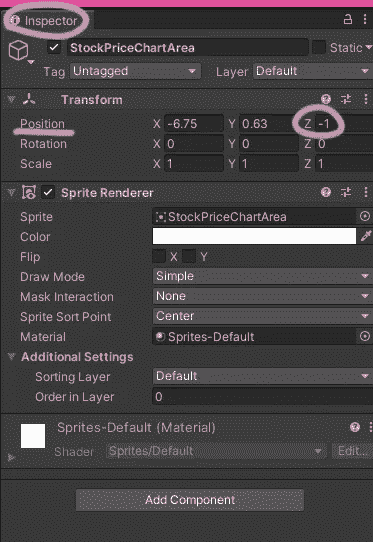 Inspector
StockPriceChartArea Static
Tag Untagged Layer Default
Transform
Position X -6.75 Y 0.63 Z -1
Rotation X 0 Y 0 Z 0
Scale X 1 Y 1 Z 1
Sprite Renderer
Sprite StockPriceChartArea
Color
Flip X Y
Draw Mode Simple
Mask Interaction None
Sprite Sort Point Center
Material Sprites-Default
Additional Settings
Sorting Layer Default
Order in Layer 0
Sprites-Default (Material)
Shader Sprites/Default Edit...
Add Component